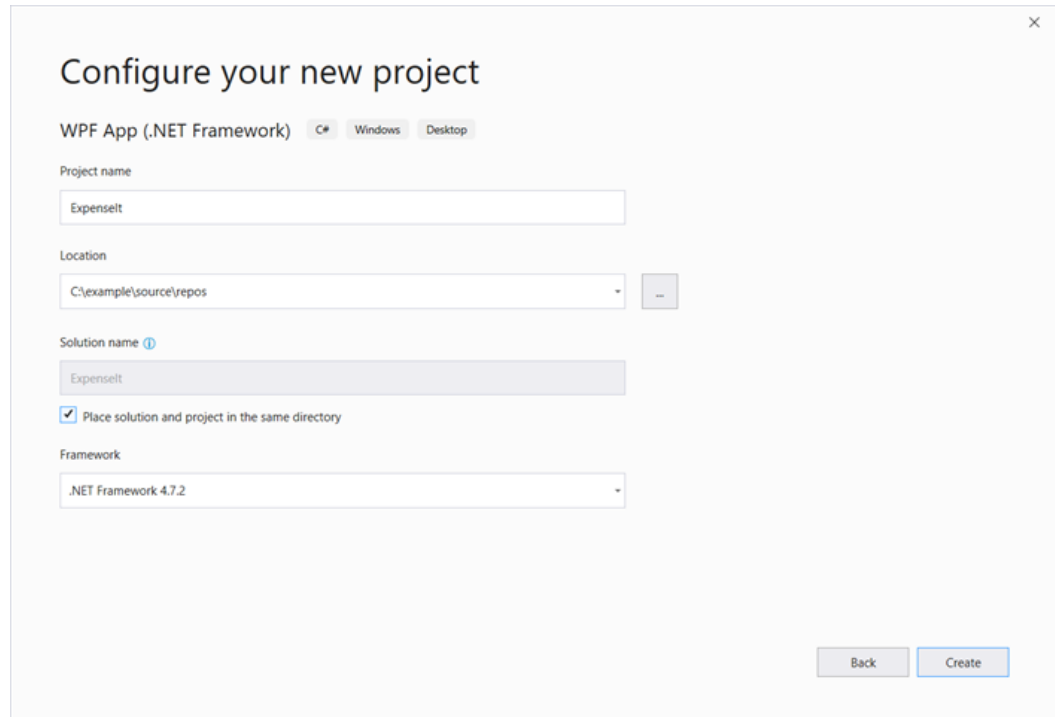 Configure your new project
WPF App (.NET Framework) C# Windows Desktop
Project name
ExpenseIt
Location
C:\example\source\repos
...
Solution name
ExpenseIt
Place solution and project in the same directory
Framework
.NET Framework 4.7.2
Back Create